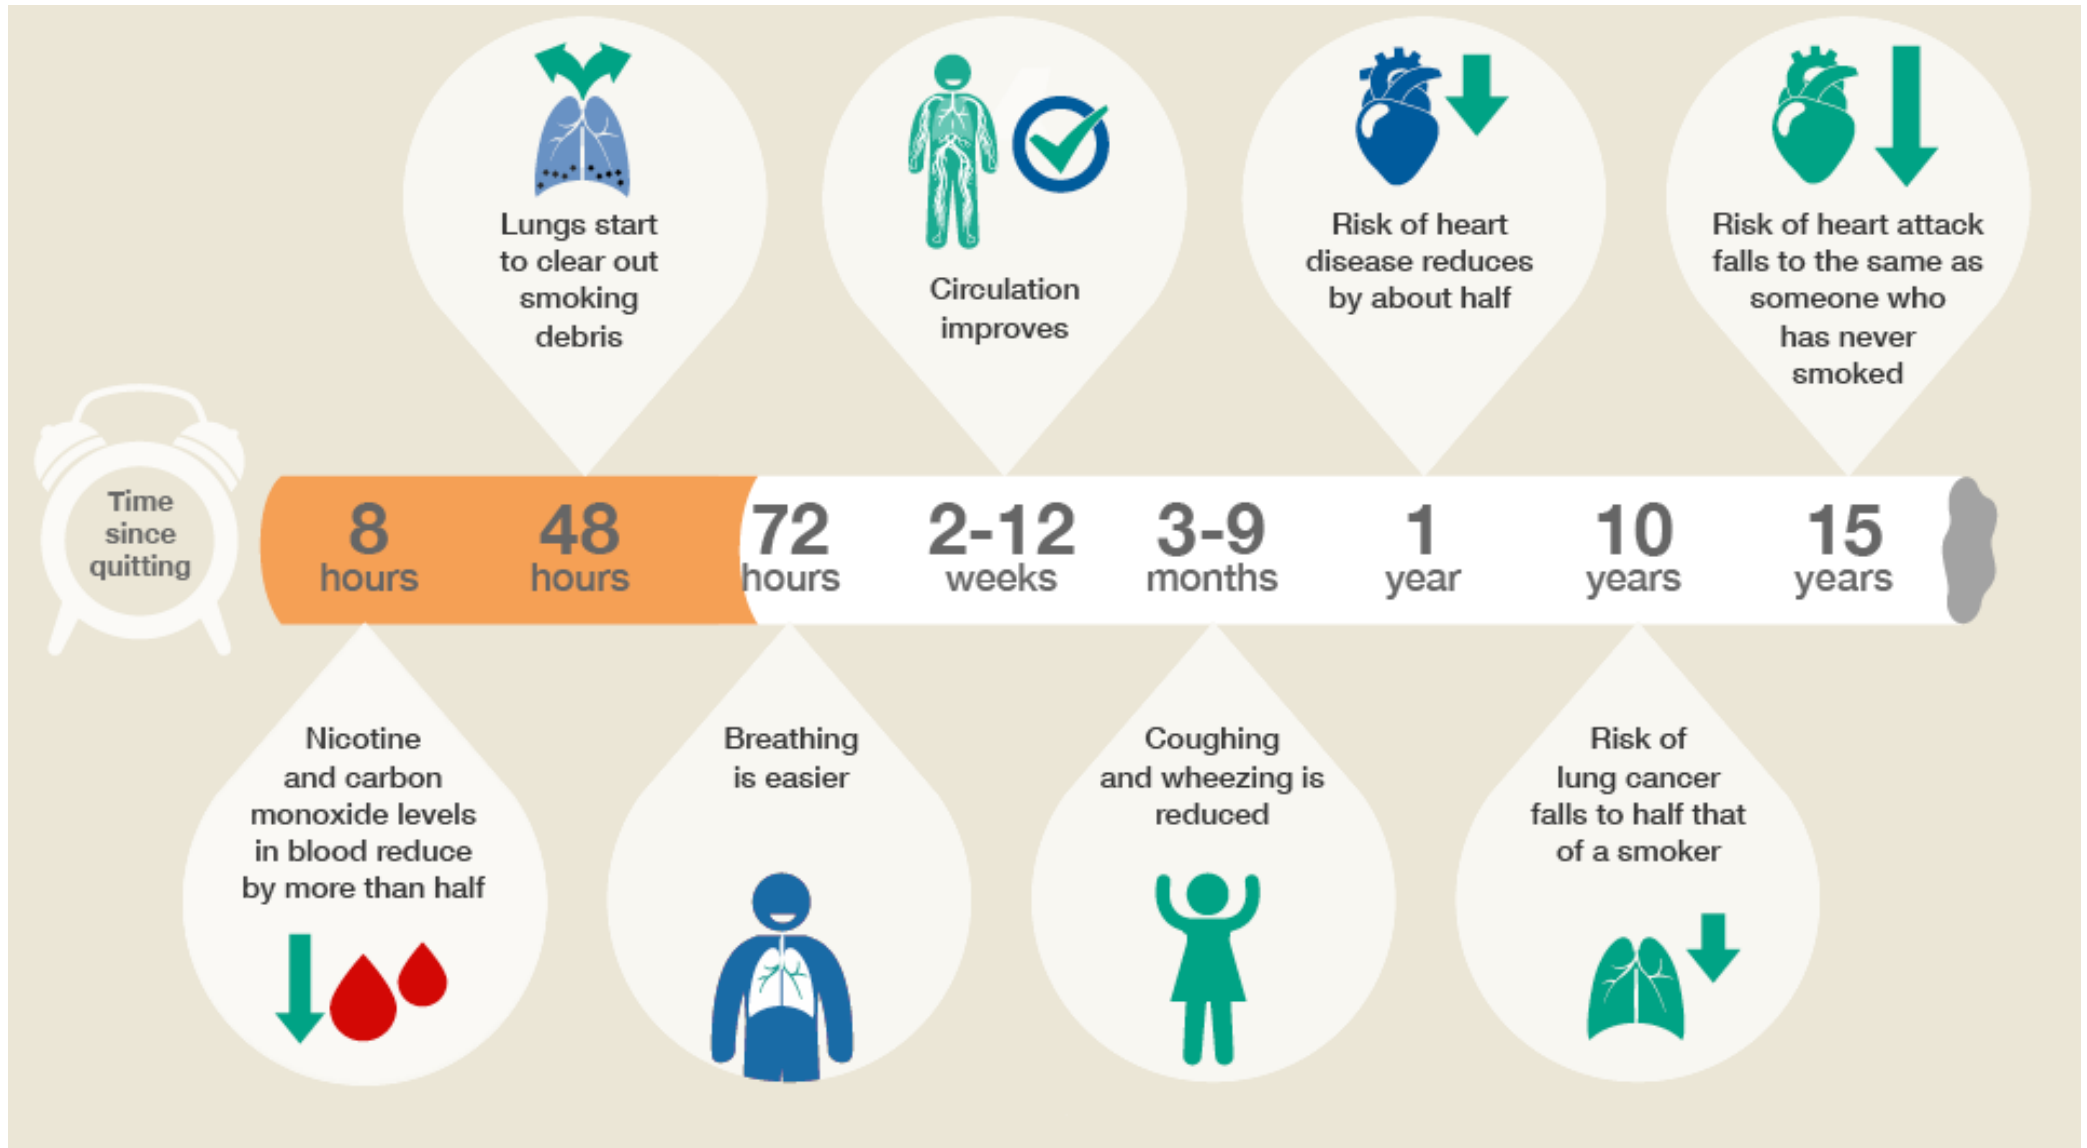 Lungs start
to clear out
smoking
debris
Circulation
improves
Risk of heart
disease reduces
by about half
Risk of heart attack
falls to the same as
someone who
has never
smoked
Time
since
quitting
8
hours
48
hours
72
hours
2-12
weeks
3-9
months
1
year
10
years
15
years
Nicotine
and carbon
monoxide levels
in blood reduce
by more than half
Breathing
is easier
Coughing
and wheezing is
reduced
Risk of
lung cancer
falls to half that
of a smoker